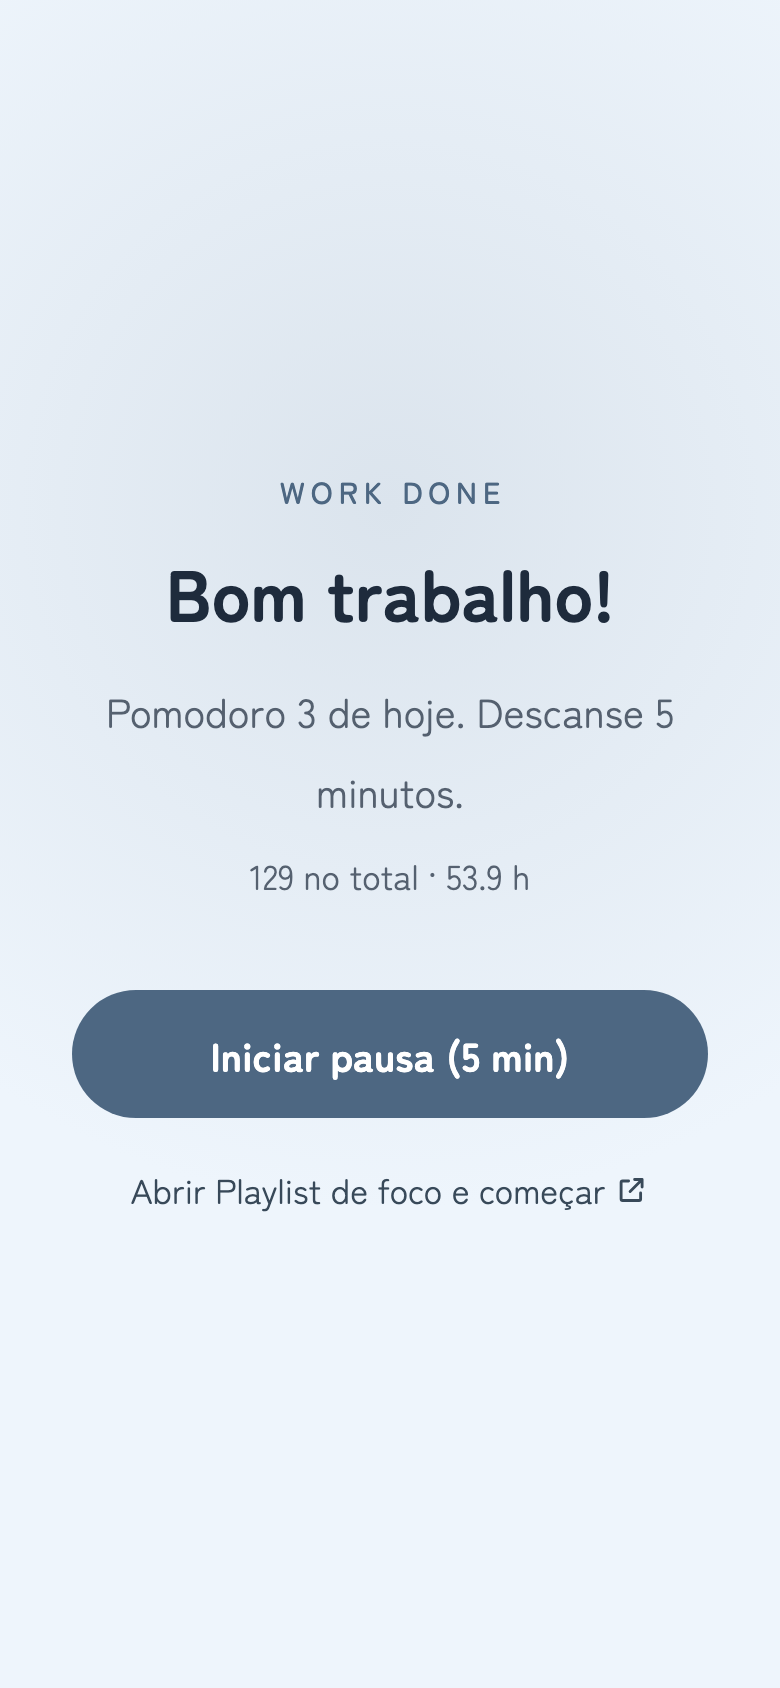 WORK DONE
Bom trabalho!
Pomodoro 3 de hoje. Descanse 5
minutos.
129 no total · 53.9 h
Iniciar pausa (5 min)
Abrir Playlist de foco e começar